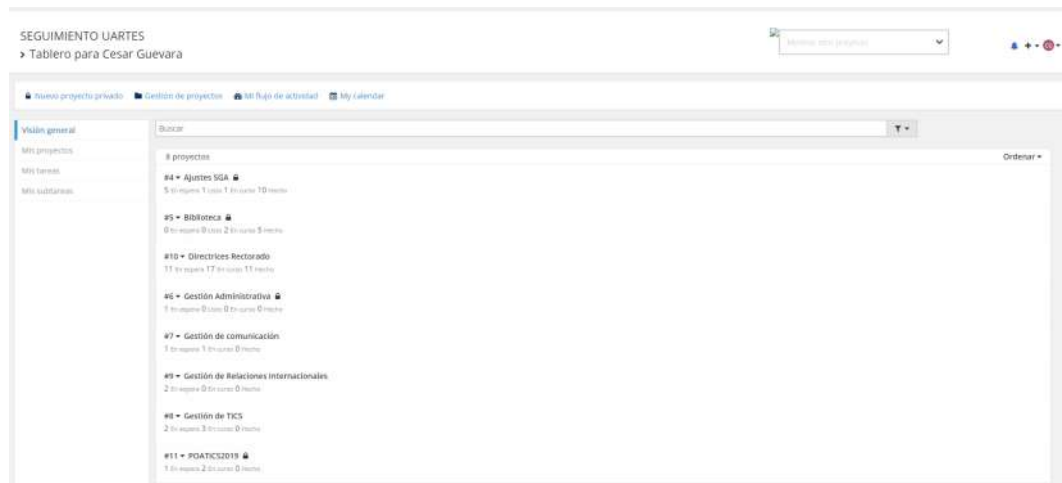 SEGUIMIENTO UARTES
> Tablero para Cesar Guevara
Nuevo proyecto privado Gestión de proyectos Mi flujo de actividad My calendar
Visión general
Mis proyectos
Mis tareas
Mis subtareas
Buscar
8 proyectos Ordenar
#4 Ajustes SGA
5 En espera 1 Listo 1 En curso 10 Hecho
#5 Biblioteca
0 En espera 0 Listo 2 En curso 5 Hecho
#10 Directrices Rectorado
11 En espera 17 En curso 11 Hecho
#6 Gestión Administrativa
1 En espera 0 Listo 0 En curso 0 Hecho
#7 Gestión de comunicación
1 En espera 1 En curso 0 Hecho
#9 Gestión de Relaciones Internacionales
2 En espera 0 En curso 0 Hecho
#8 Gestión de TICS
2 En espera 3 En curso 0 Hecho
#11 POATICS2019
1 En espera 2 En curso 0 Hecho